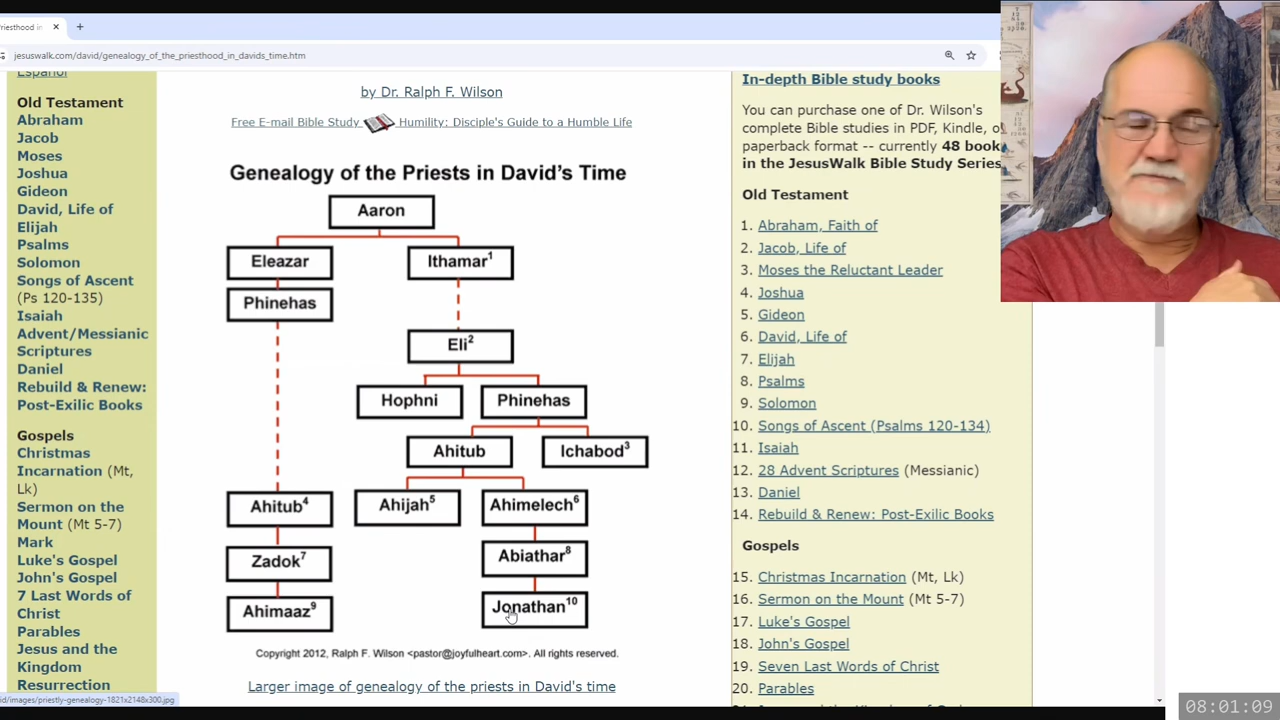 Priesthood in
jesuswalk.com/david/genealogy_of_the_priesthood_in_davids_time.htm
Español
Old Testament
Abraham
Jacob
Moses
Joshua
Gideon
David, Life of
Elijah
Psalms
Solomon
Songs of Ascent
(Ps 120-135)
Isaiah
Advent/Messianic
Scriptures
Daniel
Rebuild & Renew:
Post-Exilic Books
Gospels
Christmas
Incarnation (Mt,
Lk)
Sermon on the
Mount (Mt 5-7)
Mark
Luke's Gospel
John's Gospel
7 Last Words of
Christ
Parables
Jesus and the
Kingdom
Resurrection
id/images/priestly-genealogy-1821x2148x300.jpg
by Dr. Ralph F. Wilson
Free E-mail Bible Study Humility; Disciple's Guide to a Humble Life
Genealogy of the Priests in David's Time
Aaron
Eleazar
Ithamar1
Phinehas
Eli2
Hophni
Phinehas
Ahitub
Ichabod3
Ahitub4
Ahijah5
Ahimelech6
Zadok7
Abiathar8
Ahimaaz9
Jonathan10
Copyright 2012, Ralph F. Wilson <pastor@joyfulheart.com>. All rights reserved.
Larger image of genealogy of the priests in David's time
In-depth Bible study books
You can purchase one of Dr. Wilson's
complete Bible studies in PDF, Kindle, o
paperback format -- currently 48 book
in the JesusWalk Bible Study Series
Old Testament
1. Abraham, Faith of
2. Jacob, Life of
3. Moses the Reluctant Leader
4. Joshua
5. Gideon
6. David, Life of
7. Elijah
8. Psalms
9. Solomon
10. Songs of Ascent (Psalms 120-134)
11. Isaiah
12. 28 Advent Scriptures (Messianic)
13. Daniel
14. Rebuild & Renew: Post-Exilic Books
Gospels
15. Christmas Incarnation (Mt, Lk)
16. Sermon on the Mount (Mt 5-7)
17. Luke's Gospel
18. John's Gospel
19. Seven Last Words of Christ
20. Parables
08:01:09